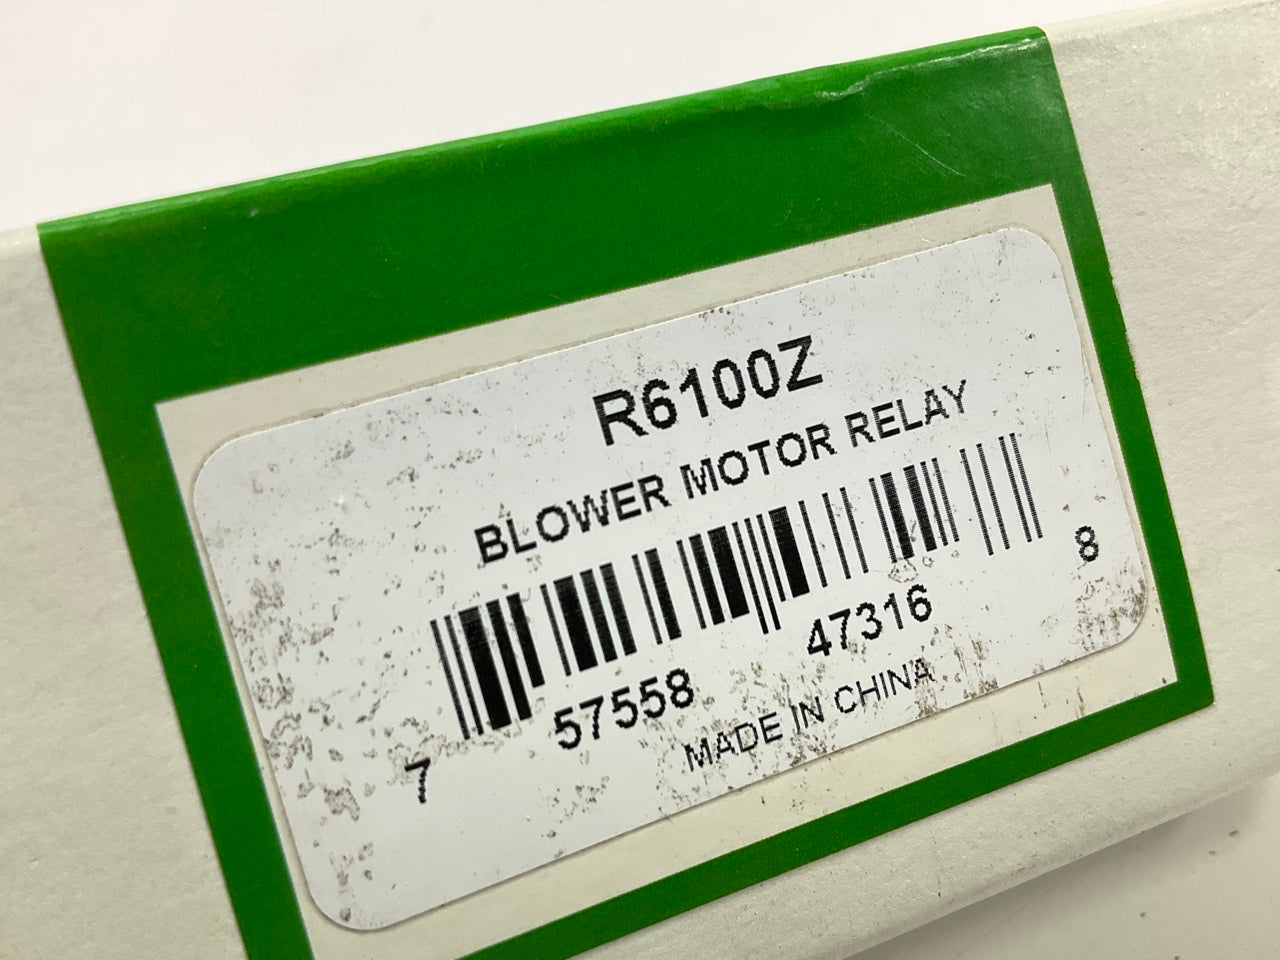 R6100Z
BLOWER MOTOR RELAY
7 57558 47316 8
MADE IN CHINA